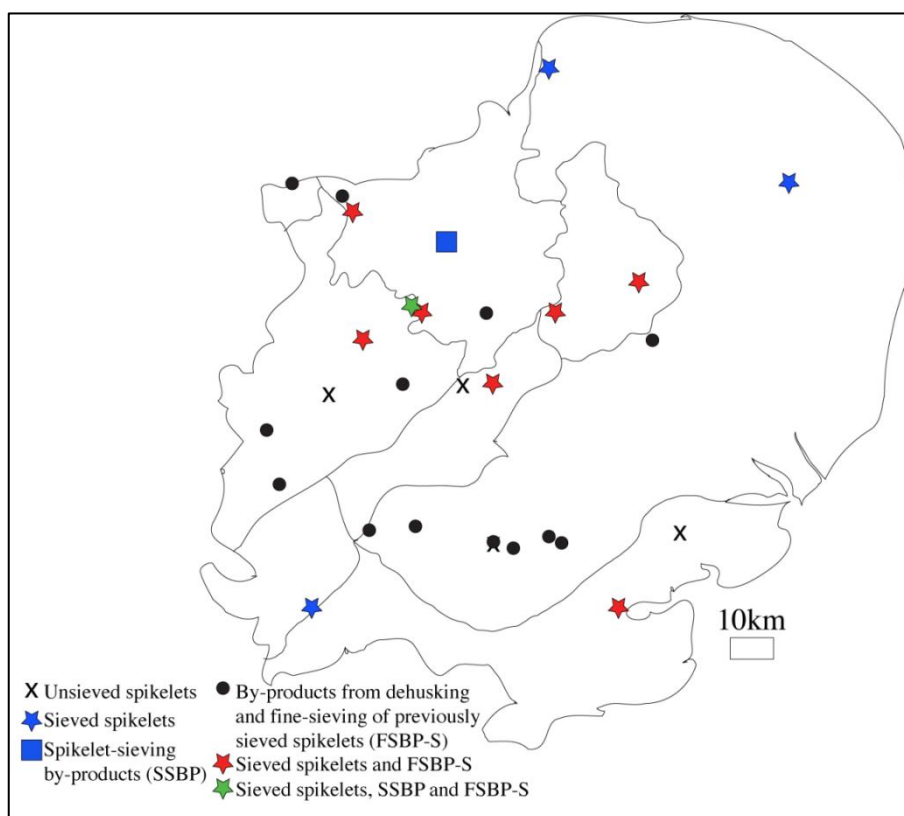 10km
x Unsieved spikelets
Sieved spikelets
Spikelet-sieving
by-products (SSBP)
By-products from dehusking
and fine-sieving of previously
sieved spikelets (FSBP-S)
Sieved spikelets and FSBP-S
Sieved spikelets, SSBP and FSBP-S